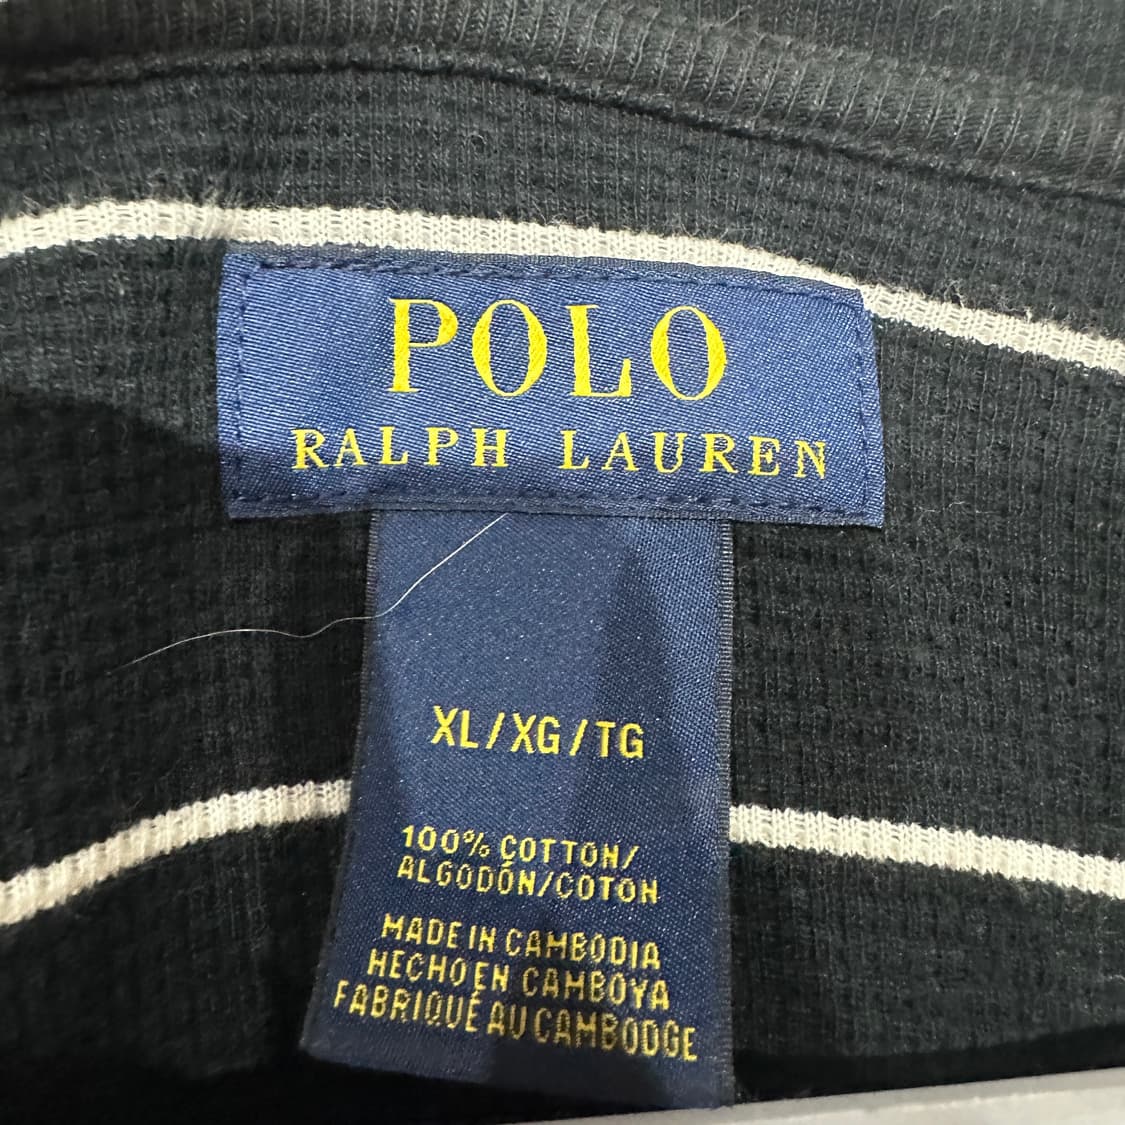 POLO
RALPH LAUREN
XL/XG/TG
100% COTTON/
ALGODÓN/COTON
MADE IN CAMBODIA
HECHO EN CAMBOYA
FABRIQUÉ AU CAMBODGE